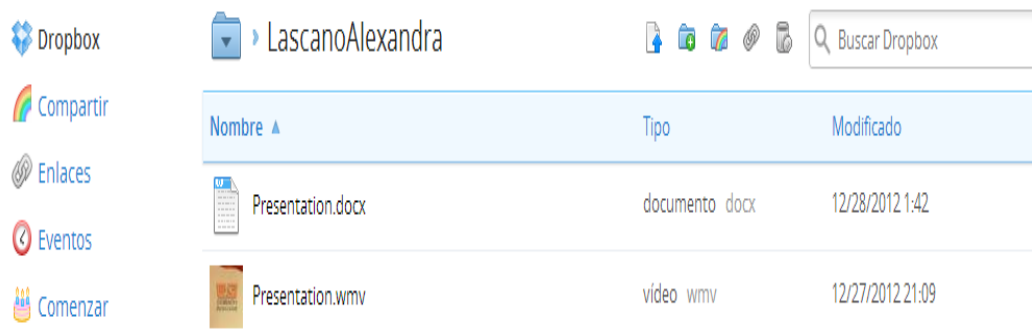 Dropbox
Compartir
Enlaces
Eventos
Comenzar
LascanoAlexandra
Buscar Dropbox
Nombre Tipo Modificado
Presentation.docx documento docx 12/28/2012 1:42
Presentation.wmv vídeo wmv 12/27/2012 21:09